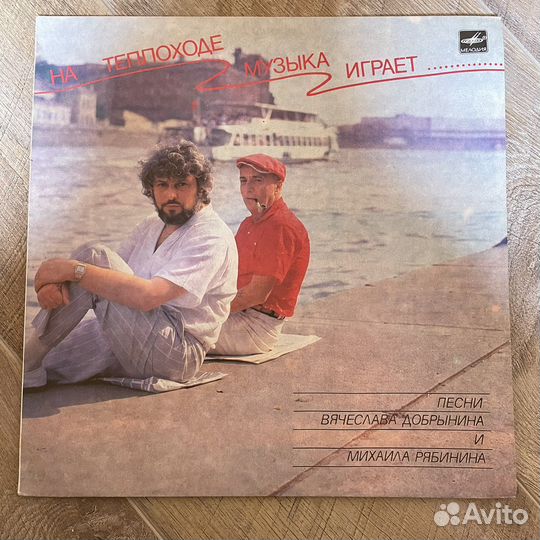 НА ТЕПЛОХОДЕ МУЗЫКА ИГРАЕТ..............
МЕЛОДИЯ
ПЕСНИ
ВЯЧЕСЛАВА ДОБРЫНИНА
И
МИХАИЛА РЯБИНИНА
Avito